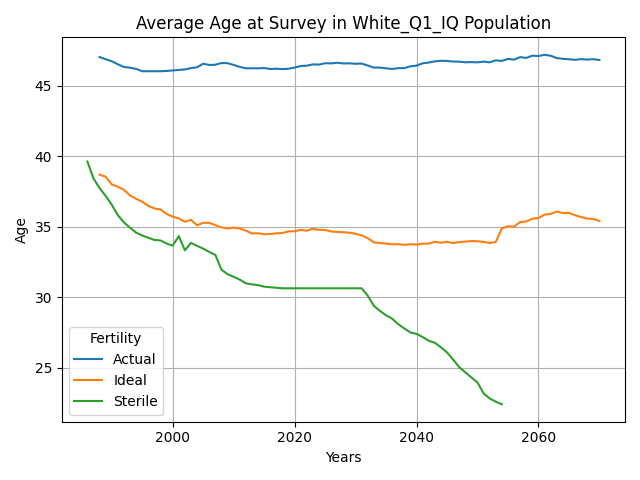 Average Age at Survey in White_Q1_IQ Population
Age
45
40
35
30
25
Fertility
Actual
Ideal
Sterile
2000
2020
2040
2060
Years